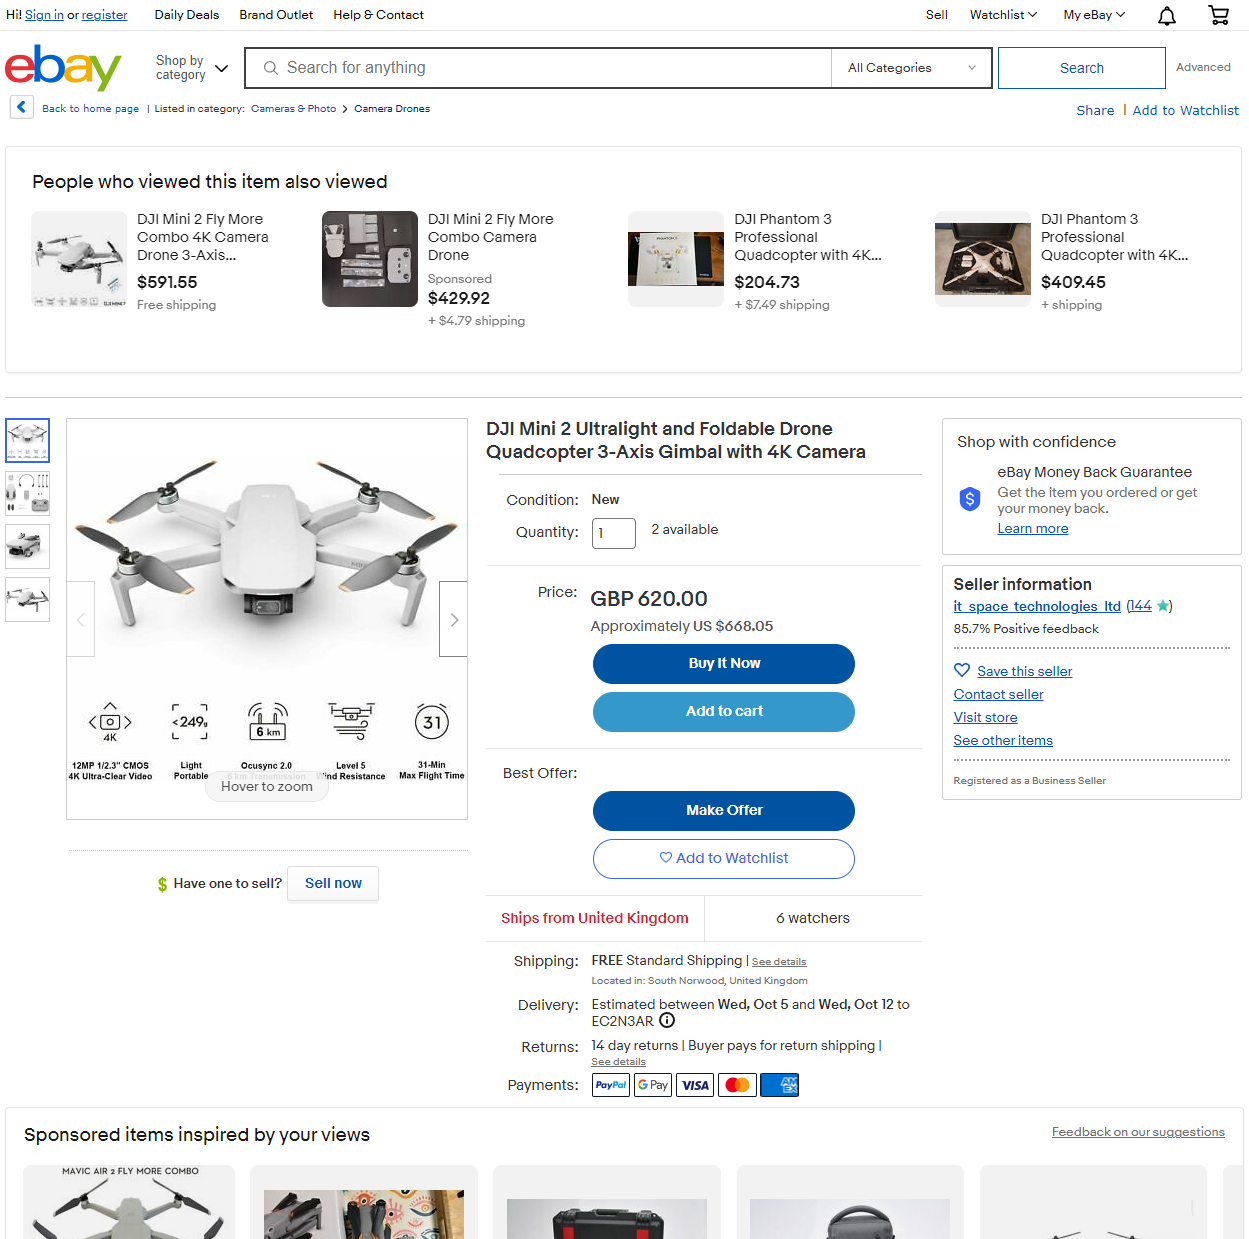 Hi! Sign in or register
Daily Deals
Brand Outlet
Help & Contact
Sell
Watchlist
My eBay
ebay
Shop by
category
Search for anything
All Categories
Search
Advanced
Back to home page | Listed in category: Cameras & Photo > Camera Drones
Share | Add to Watchlist
People who viewed this item also viewed
DJI Mini 2 Fly More
Combo 4K Camera
Drone 3-Axis...
$591.55
Free shipping
DJI Mini 2 Fly More
Combo Camera
Drone
Sponsored
$429.92
+ $4.79 shipping
PHANTOM 3
DJI Phantom 3
Professional
Quadcopter with 4K...
$204.73
+ $7.49 shipping
DJI Phantom 3
Professional
Quadcopter with 4K...
$409.45
+ shipping
4K
<249g
6 km
31
12MP 1/2.3" CMOS
4K Ultra-Clear Video
Light
Portable
Ocusync 2.0
6 km Transmission
Level 5
Wind Resistance
31-Min
Max Flight Time
Hover to zoom
$ Have one to sell?
Sell now
DJI Mini 2 Ultralight and Foldable Drone
Quadcopter 3-Axis Gimbal with 4K Camera
Condition: New
Quantity: 1
2 available
Price: GBP 620.00
Approximately US $668.05
Buy It Now
Add to cart
Best Offer:
Make Offer
Add to Watchlist
Ships from United Kingdom
6 watchers
Shipping: FREE Standard Shipping | See details
Located in: South Norwood, United Kingdom
Delivery: Estimated between Wed, Oct 5 and Wed, Oct 12 to
EC2N3AR
Returns: 14 day returns | Buyer pays for return shipping |
See details
Payments: PayPal G Pay VISA AMEX
Shop with confidence
eBay Money Back Guarantee
Get the item you ordered or get
your money back.
Learn more
Seller information
it_space_technologies_ltd (144 )
85.7% Positive feedback
Save this seller
Contact seller
Visit store
See other items
Registered as a Business Seller
Sponsored items inspired by your views
Feedback on our suggestions
MAVIC AIR 2 FLY MORE COMBO